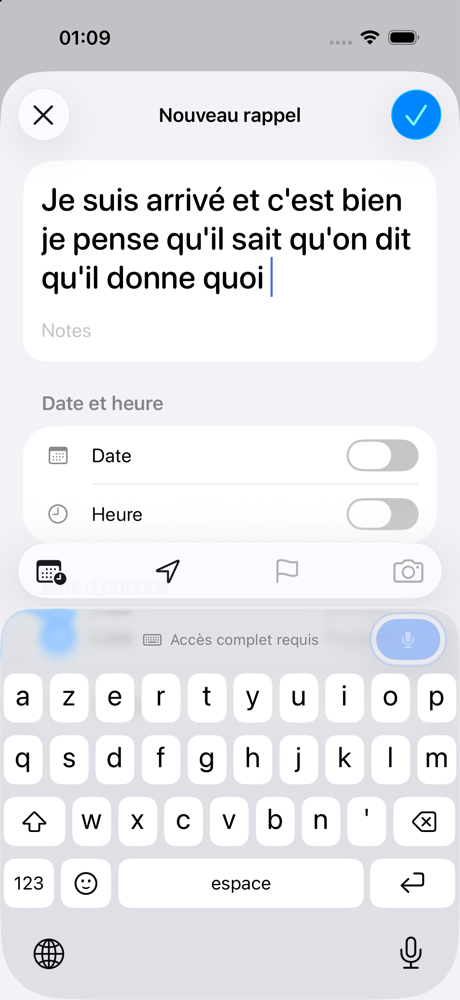 01:09
Nouveau rappel
Je suis arrivé et c'est bien
je pense qu'il sait qu'on dit
qu'il donne quoi
Notes
Date et heure
Date
Heure
Accès complet requis
a z e r t y u i o p
q s d f g h j k l m
w x c v b n '
123 espace